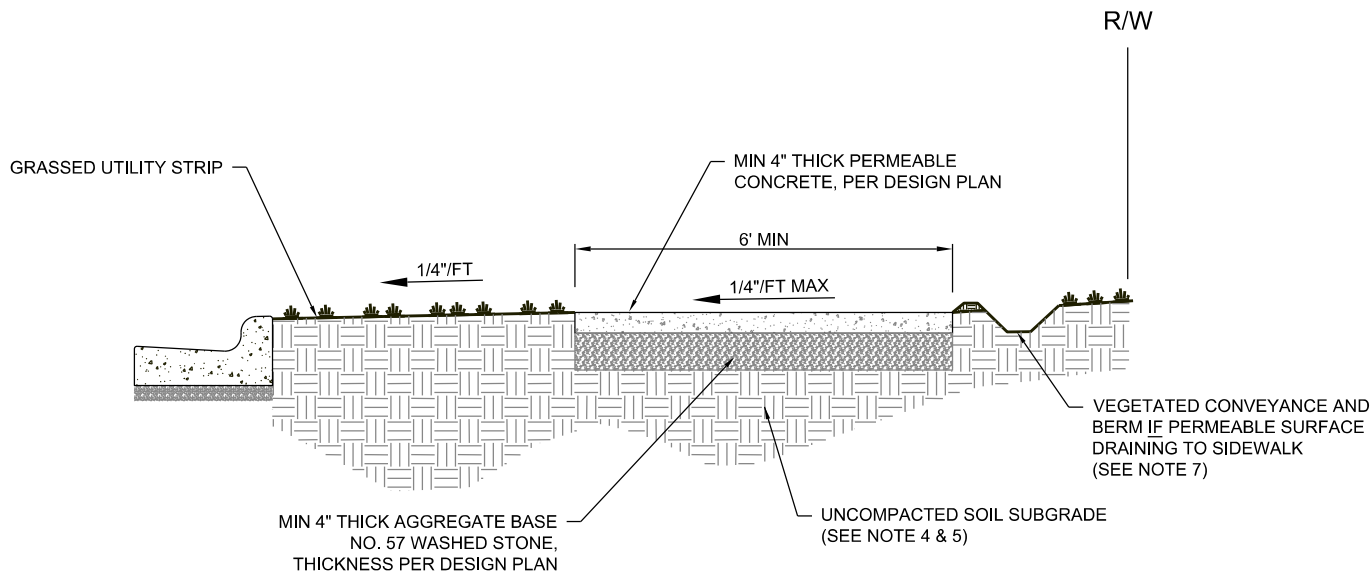 R/W
GRASSED UTILITY STRIP
MIN 4" THICK PERMEABLE
CONCRETE, PER DESIGN PLAN
6' MIN
1/4"/FT
1/4"/FT MAX
VEGETATED CONVEYANCE AND
BERM IF PERMEABLE SURFACE
DRAINING TO SIDEWALK
(SEE NOTE 7)
MIN 4" THICK AGGREGATE BASE
NO. 57 WASHED STONE,
THICKNESS PER DESIGN PLAN
UNCOMPACTED SOIL SUBGRADE
(SEE NOTE 4 & 5)